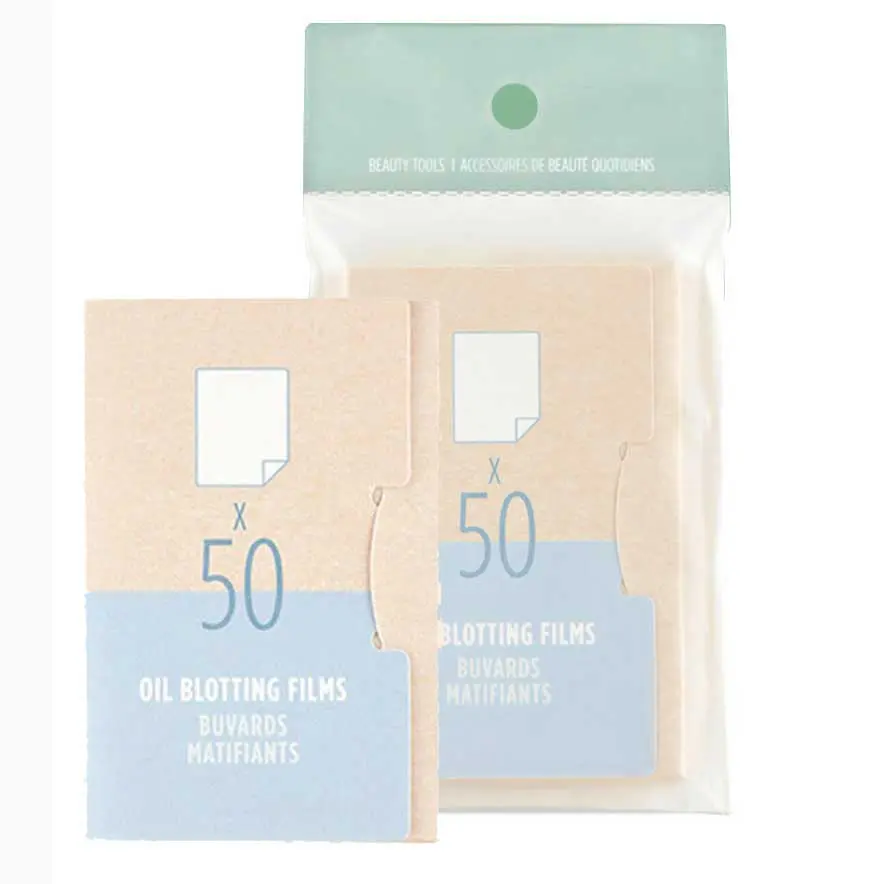 BEAUTY TOOLS | ACCESSOIRES DE BEAUTÉ QUOTIDIENS
X
50
OIL BLOTTING FILMS
BUVARDS
MATIFIANTS
X
50
BLOTTING FILMS
BUVARDS
MATIFIANTS